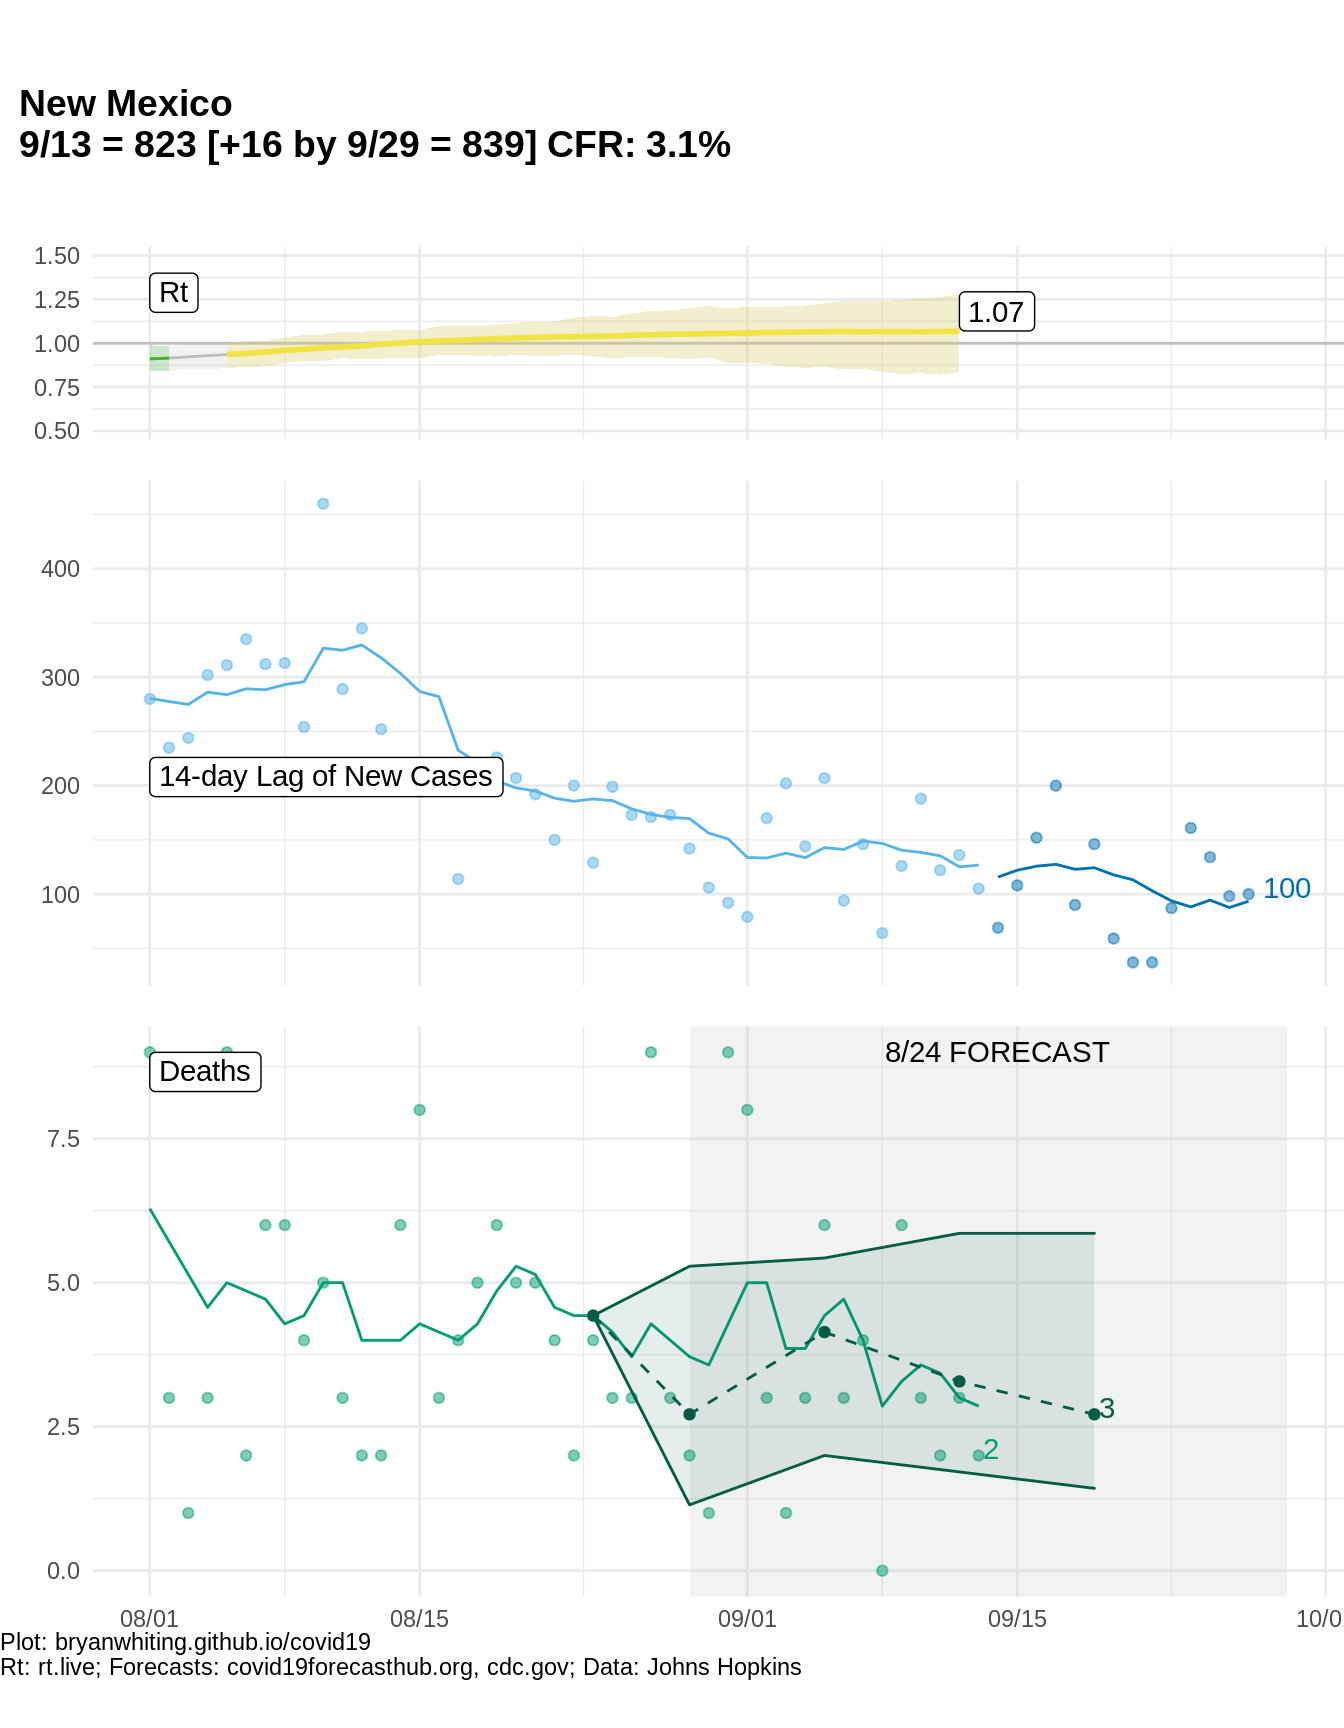 New Mexico
9/13 = 823 [+16 by 9/29 = 839] CFR: 3.1%
1.50
Rt
1.25
1.07
1.00
0.75
0.50
400
300
14-day Lag of New Cases
200
100
100
8/24 FORECAST
Deaths
7.5
5.0
3
2.5
2
0.0
08/01 08/15 09/01 09/15 10/0
Plot: bryanwhiting.github.io/covid19
Rt: rt.live; Forecasts: covid19forecasthub.org, cdc.gov; Data: Johns Hopkins